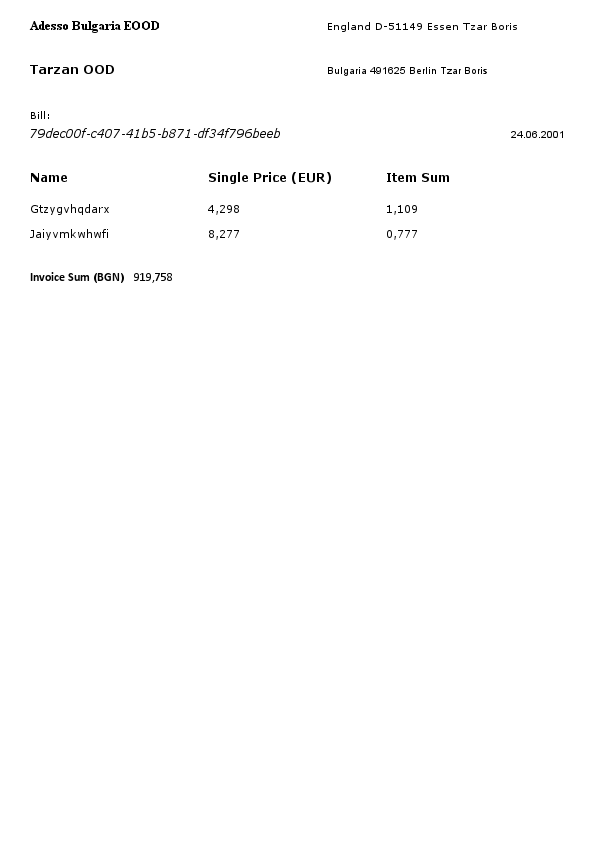 Adesso Bulgaria EOOD England D-51149 Essen Tzar Boris
Tarzan OOD Bulgaria 491625 Berlin Tzar Boris
Bill:
79dec00f-c407-41b5-b871-df34f796beeb 24.06.2001
Name Single Price (EUR) Item Sum
Gtzygvhqdarx 4,298 1,109
Jaiyvmkwhwfi 8,277 0,777
Invoice Sum (BGN) 919,758